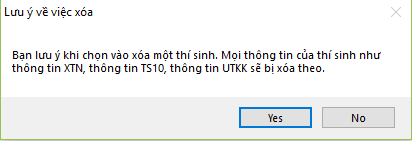 Lưu ý về việc xóa
Bạn lưu ý khi chọn vào xóa một thí sinh. Mọi thông tin của thí sinh như
thông tin XTN, thông tin TS10, thông tin UTKK sẽ bị xóa theo.
Yes
No